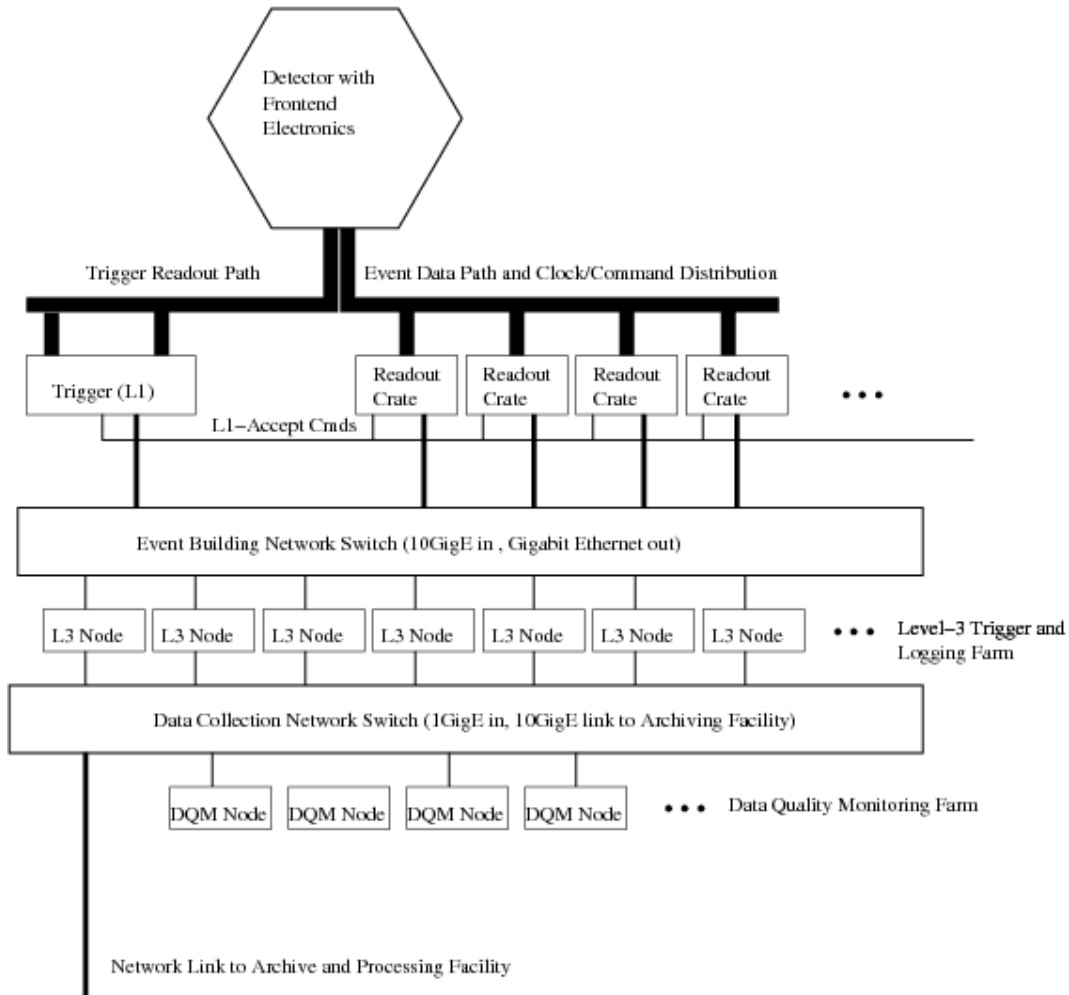 Detector with
Frontend
Electronics
Trigger Readout Path
Event Data Path and Clock/Command Distribution
Trigger (L1)
Readout
Crate
Readout
Crate
Readout
Crate
Readout
Crate
L1-Accept Cmds
Event Building Network Switch (10GigE in , Gigabit Ethernet out)
L3 Node
L3 Node
L3 Node
L3 Node
L3 Node
L3 Node
L3 Node
Level-3 Trigger and
Logging Farm
Data Collection Network Switch (1GigE in, 10GigE link to Archiving Facility)
DQM Node
DQM Node
DQM Node
DQM Node
Data Quality Monitoring Farm
Network Link to Archive and Processing Facility